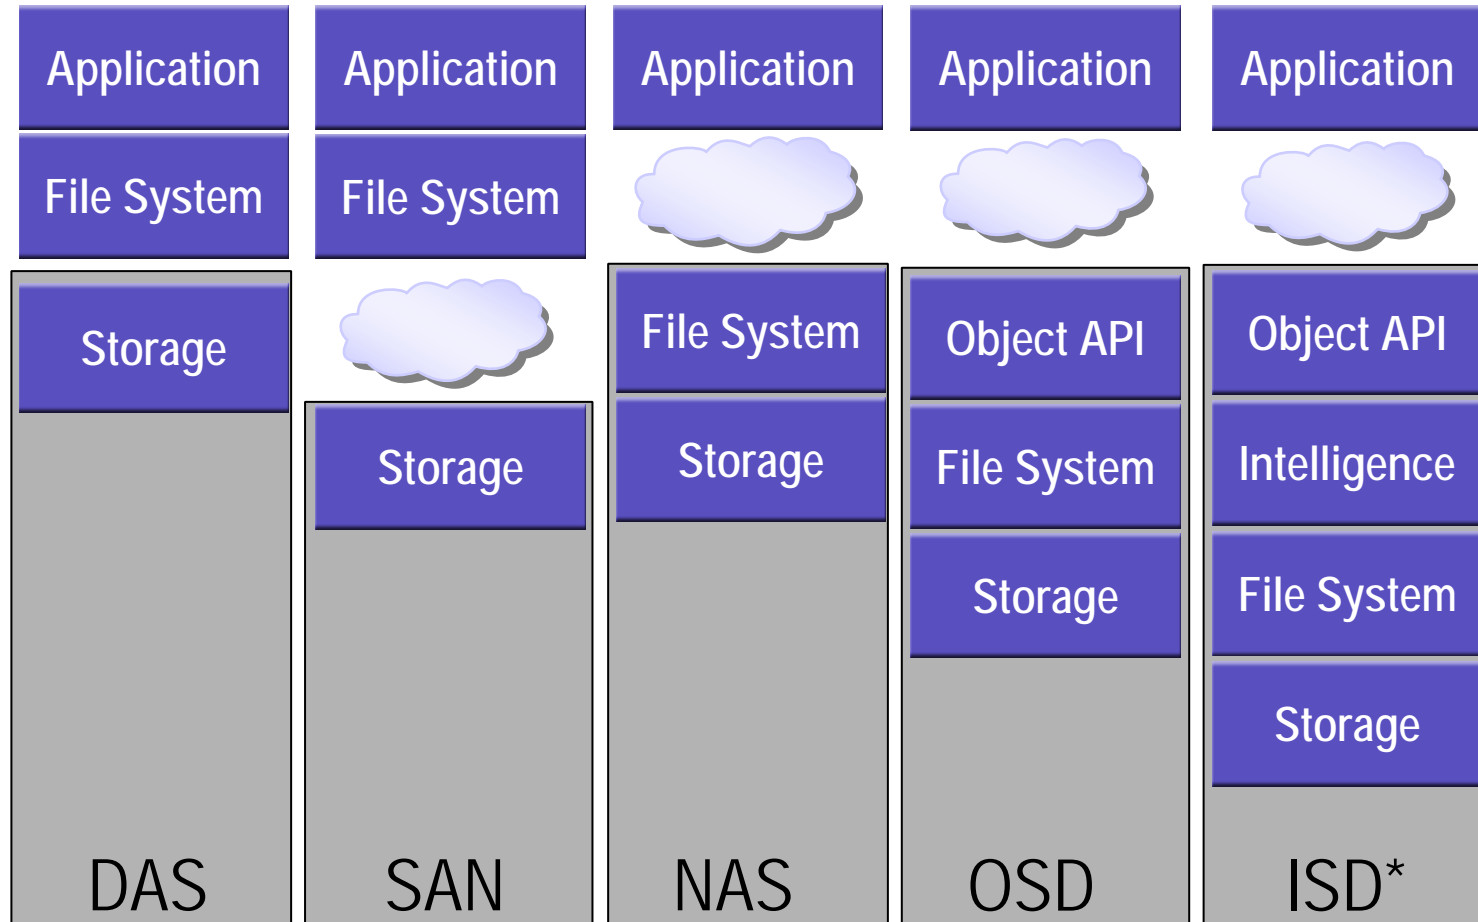 Application
File System
Storage
DAS
Application
File System
Storage
SAN
Application
File System
Storage
NAS
Application
Object API
File System
Storage
OSD
Application
Object API
Intelligence
File System
Storage
ISD*